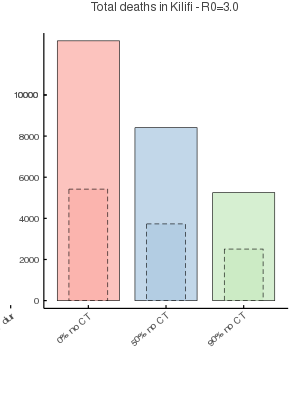 Total deaths in Kilifi - R0=3.0
10000
8000
6000
4000
2000
0
dur
0% no CT
50% no CT
90% no CT